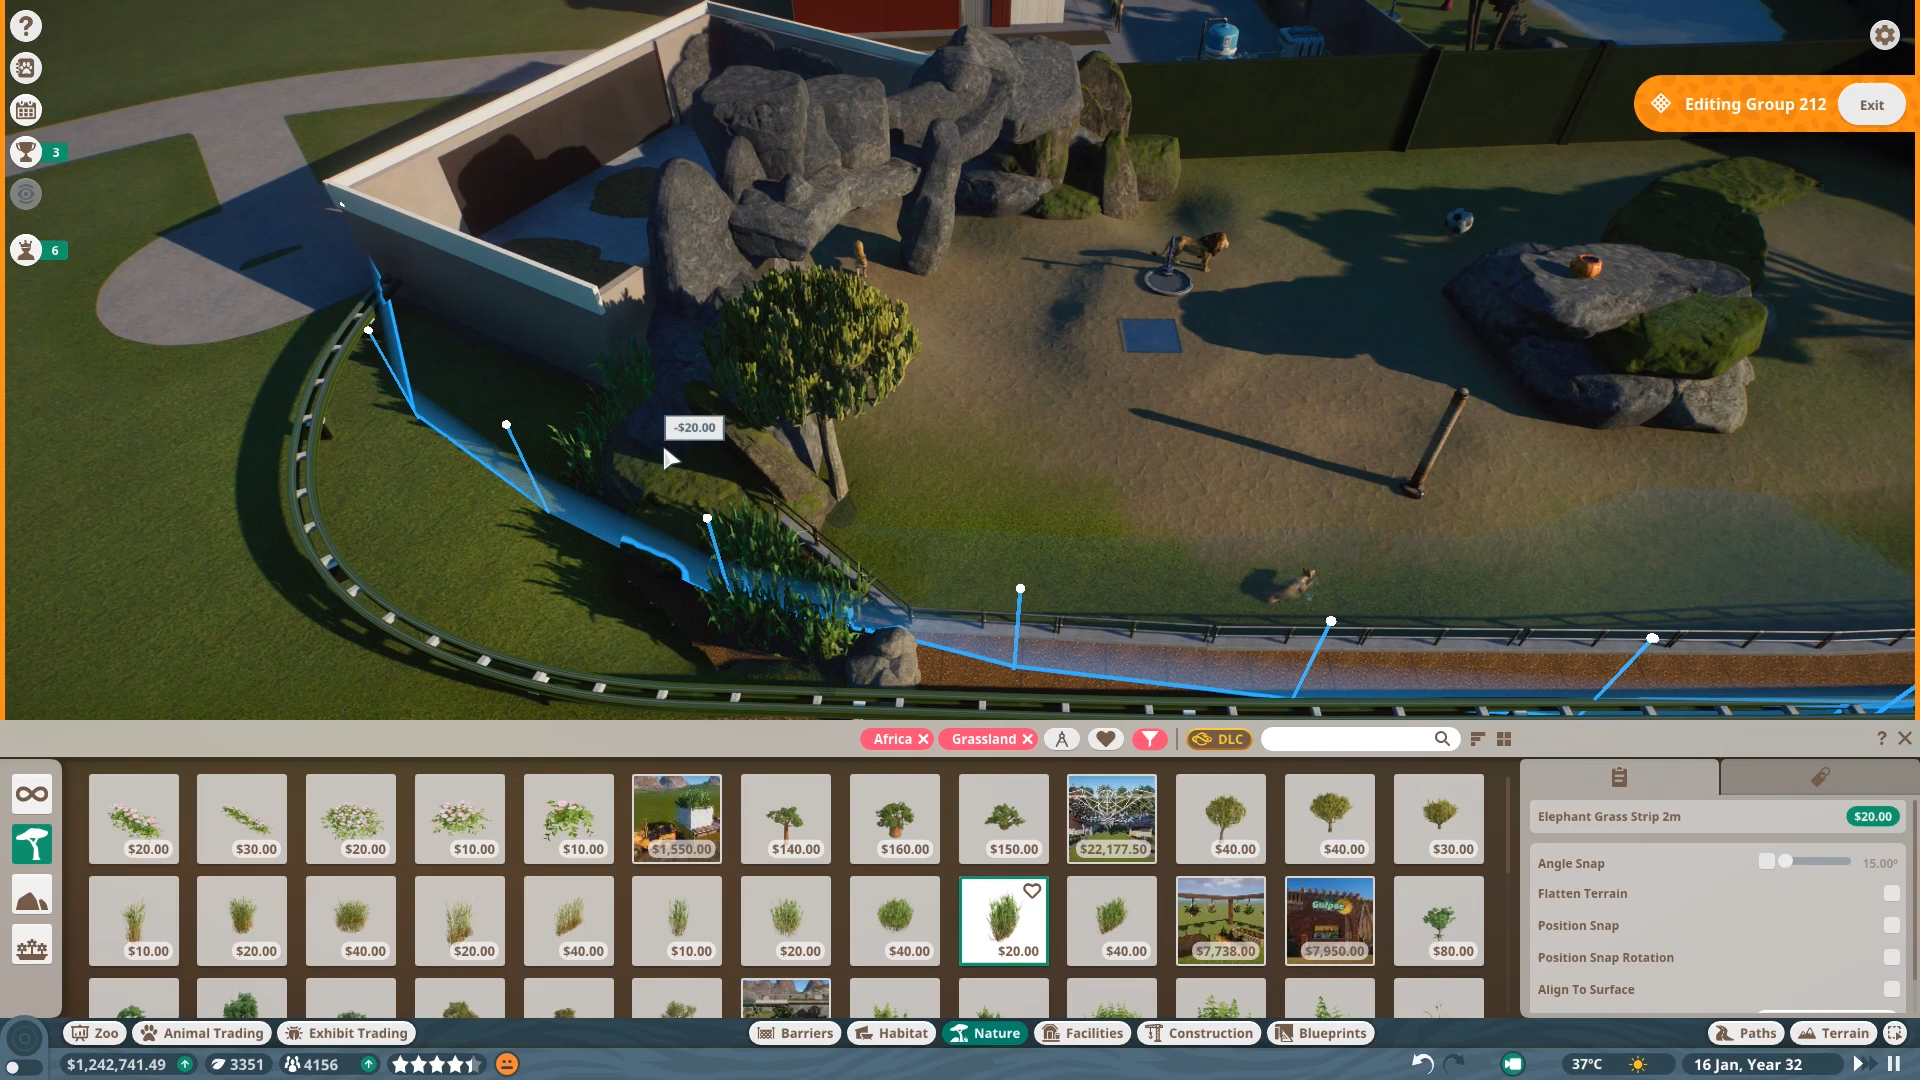 ?
3
6
Editing Group 212 Exit
-$20.00
Africa × Grassland × DLC ? ×
$20.00 $30.00 $20.00 $10.00 $10.00 $1,550.00 $140.00 $160.00 $150.00 $22,177.50 $40.00 $40.00 $30.00
$10.00 $20.00 $40.00 $20.00 $40.00 $10.00 $20.00 $40.00 $20.00 $40.00 $7,738.00 $7,950.00 $80.00
Gulpee
Elephant Grass Strip 2m $20.00
Angle Snap 15.00°
Flatten Terrain
Position Snap
Position Snap Rotation
Align To Surface
Zoo Animal Trading Exhibit Trading Barriers Habitat Nature Facilities Construction Blueprints Paths Terrain
$1,242,741.49 3351 4156 37°C 16 Jan, Year 32